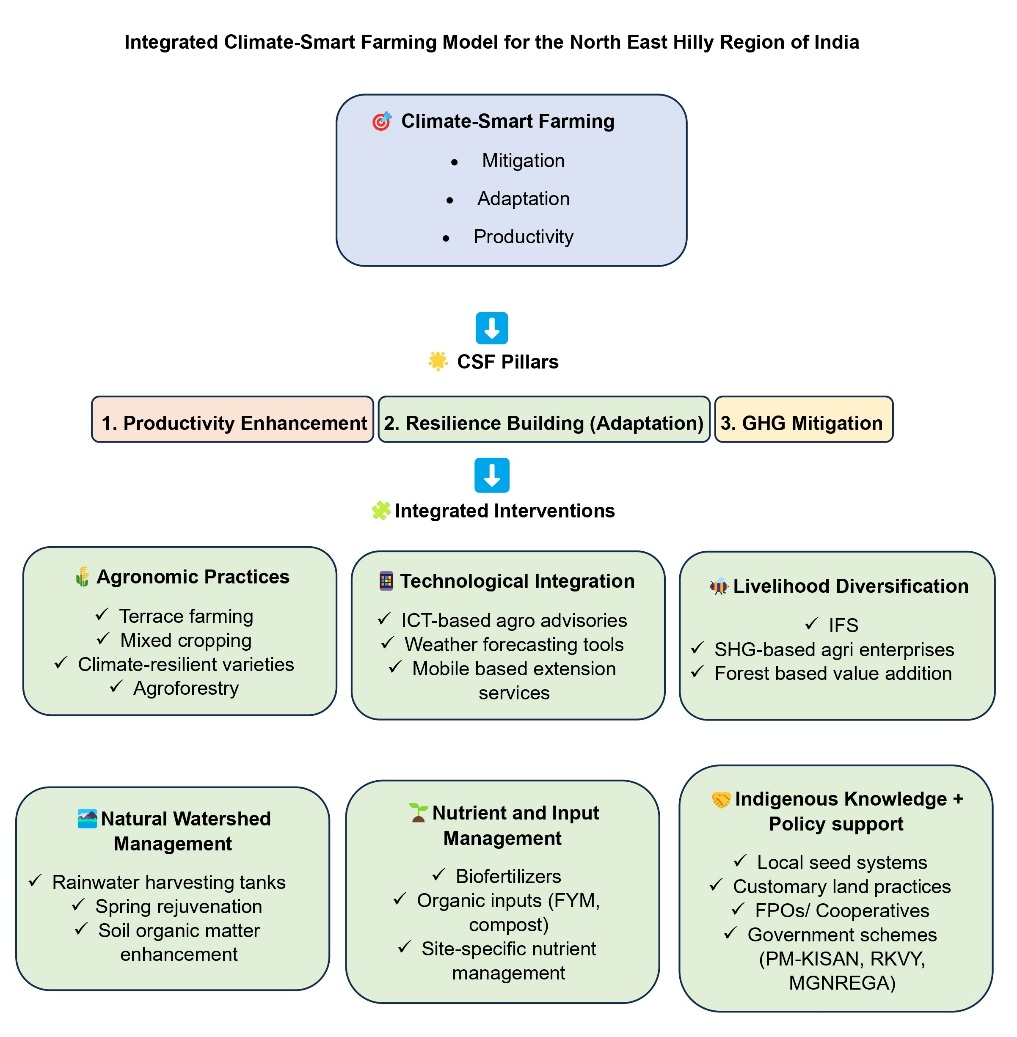 Integrated Climate-Smart Farming Model for the North East Hilly Region of India
Climate-Smart Farming
• Mitigation
• Adaptation
• Productivity
CSF Pillars
1. Productivity Enhancement
2. Resilience Building (Adaptation)
3. GHG Mitigation
Integrated Interventions
Agronomic Practices
✓ Terrace farming
✓ Mixed cropping
✓ Climate-resilient varieties
✓ Agroforestry
Technological Integration
✓ ICT-based agro advisories
✓ Weather forecasting tools
✓ Mobile based extension
services
Livelihood Diversification
✓ IFS
✓ SHG-based agri enterprises
✓ Forest based value addition
Natural Watershed
Management
✓ Rainwater harvesting tanks
✓ Spring rejuvenation
✓ Soil organic matter
enhancement
Nutrient and Input
Management
✓ Biofertilizers
✓ Organic inputs (FYM,
compost)
✓ Site-specific nutrient
management
Indigenous Knowledge +
Policy support
✓ Local seed systems
✓ Customary land practices
✓ FPOs/ Cooperatives
✓ Government schemes
(PM-KISAN, RKVY,
MGNREGA)